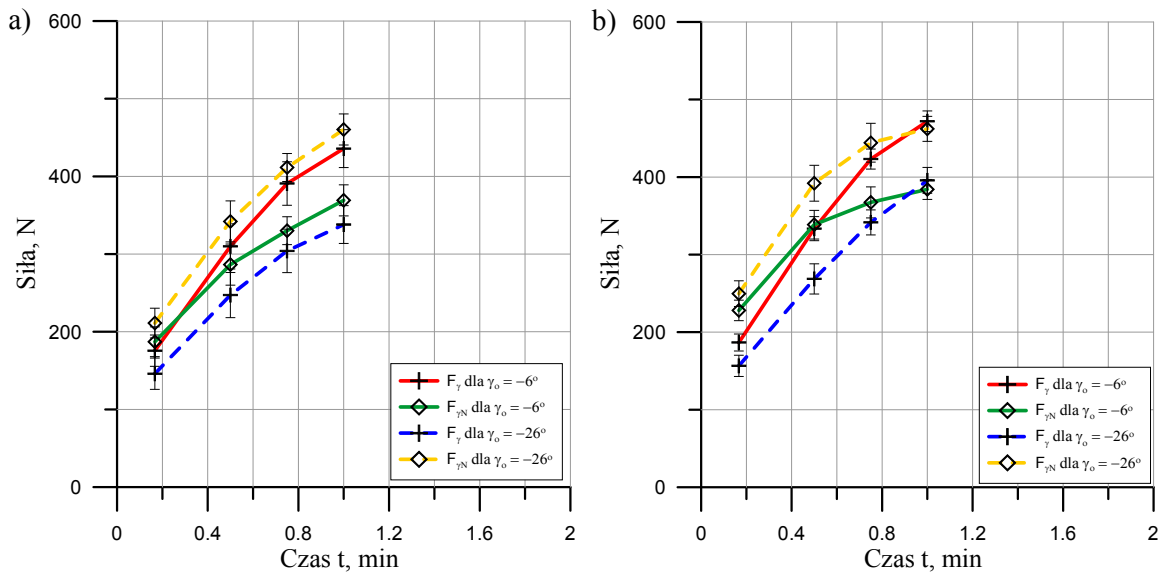 a)
600
400
200
0
Siła, N
0 0.4 0.8 1.2 1.6 2
Czas t, min
Fγ dla γo = −6o
FγN dla γo = −6o
Fγ dla γo = −26o
FγN dla γo = −26o
b)
600
400
200
0
Siła, N
0 0.4 0.8 1.2 1.6 2
Czas t, min
Fγ dla γo = −6o
FγN dla γo = −6o
Fγ dla γo = −26o
FγN dla γo = −26o